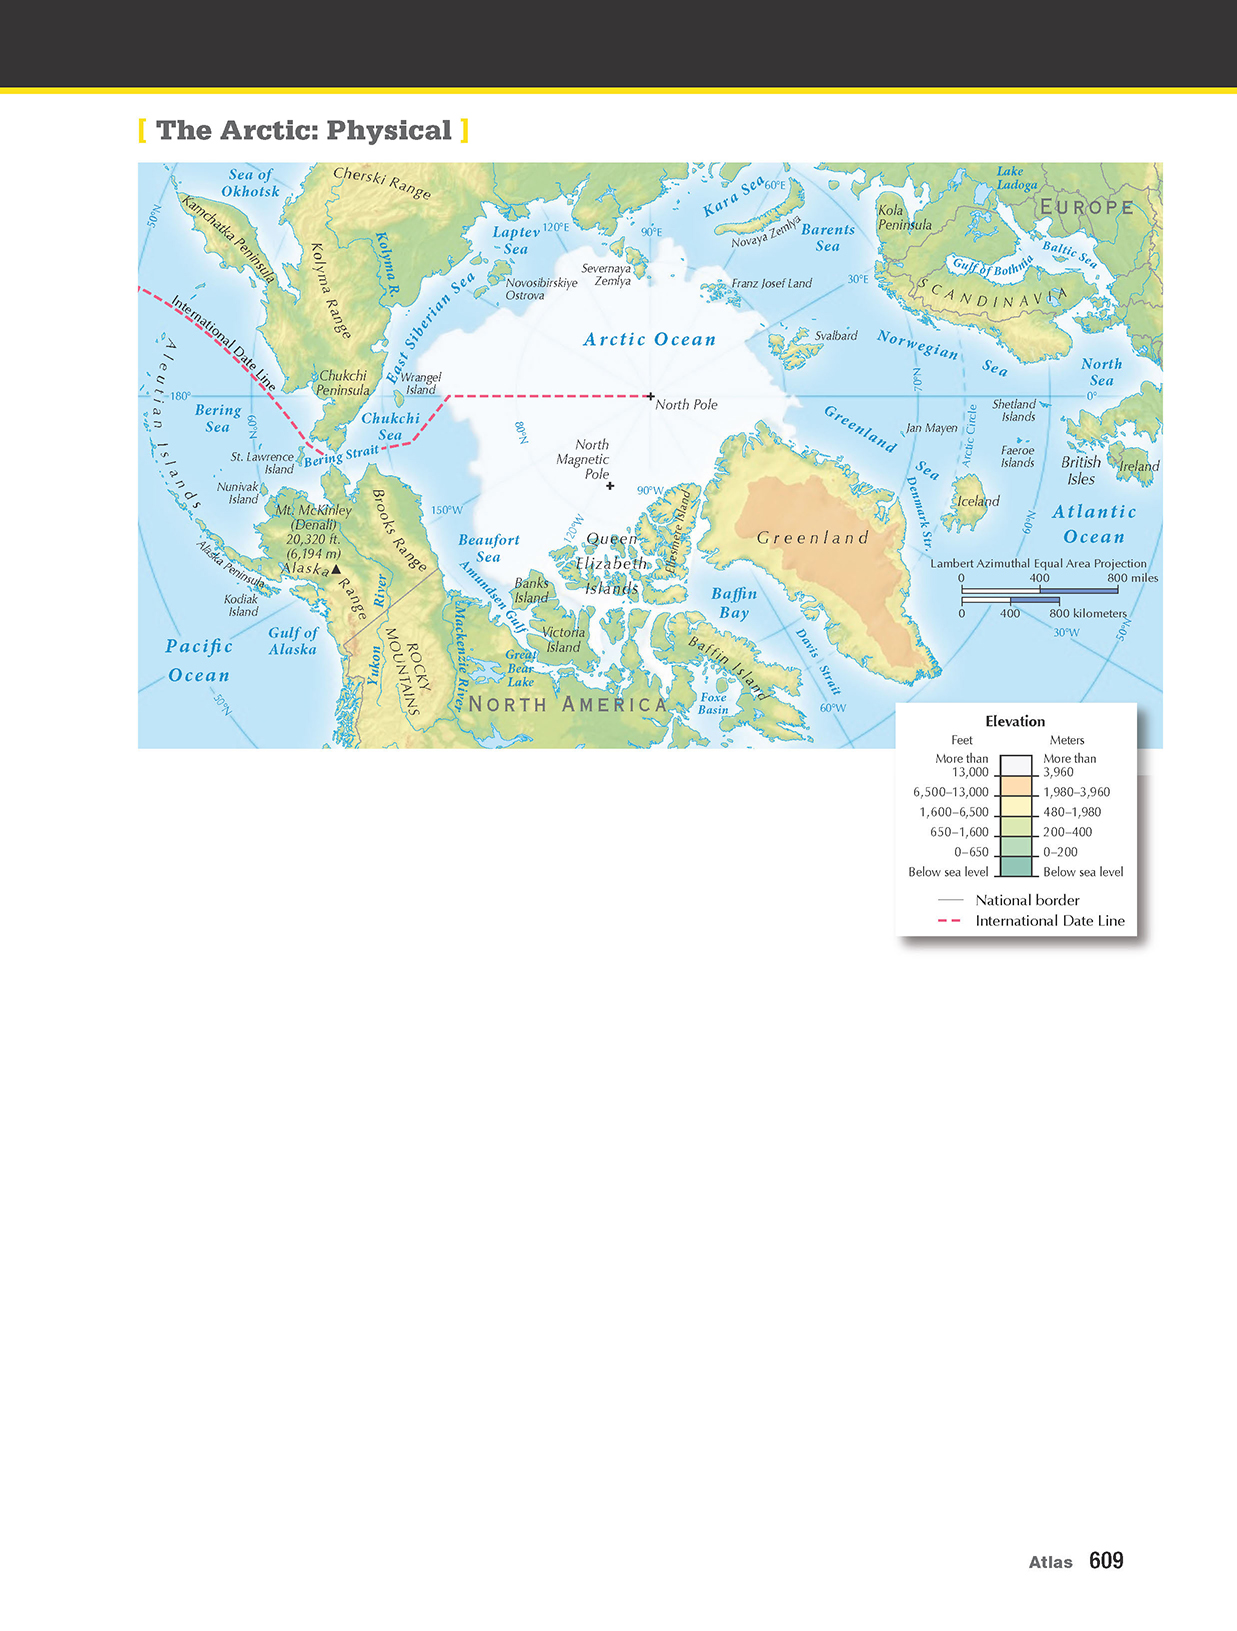 [ The Arctic: Physical ]
Sea of
Okhotsk
Cherski Range
Kara Sea
60°E
Lake
Ladoga
EUROPE
50°N
Kamchatka Peninsula
Kolyma R.
Kolyma Range
Laptev
Sea
120°E
90°E
Novaya Zemlya
Barents
Sea
Kola
Peninsula
Baltic Sea
Gulf of Bothnia
Severnaya
Zemlya
Novosibirskiye
Ostrova
Franz Josef Land
30°E
SCANDINAVIA
International Date Line
East Siberian Sea
Arctic Ocean
Svalbard
Norwegian
Sea
North
Sea
Aleutian Islands
Chukchi
Peninsula
Wrangel
Island
70°N
180°
0°
North Pole
Bering
Sea
60°N
Chukchi
Sea
80°N
Greenland
Sea
Jan Mayen
Arctic Circle
Shetland
Islands
St. Lawrence
Island
Bering Strait
North
Magnetic
Pole
Faeroe
Islands
British
Isles
Ireland
Nunivak
Island
Mt. McKinley
(Denali)
20,320 ft.
(6,194 m)
Brooks Range
150°W
90°W
Ellesmere Island
Denmark Str.
Iceland
60°N
Atlantic
Ocean
Alaska Peninsula
Alaska Range
Beaufort
Sea
120°W
Queen
Elizabeth
Islands
Greenland
Lambert Azimuthal Equal Area Projection
0 400 800 miles
0 400 800 kilometers
Kodiak
Island
Yukon River
Amundsen Gulf
Banks
Island
Baffin
Bay
30°W
50°N
Pacific
Ocean
Gulf of
Alaska
ROCKY
MOUNTAINS
Mackenzie River
Victoria
Island
Great
Bear
Lake
Baffin Island
Davis Strait
50°N
NORTH AMERICA
Foxe
Basin
60°W
Elevation
Feet Meters
More than More than
13,000 3,960
6,500–13,000 1,980–3,960
1,600–6,500 480–1,980
650–1,600 200–400
0–650 0–200
Below sea level Below sea level
National border
International Date Line
Atlas 609